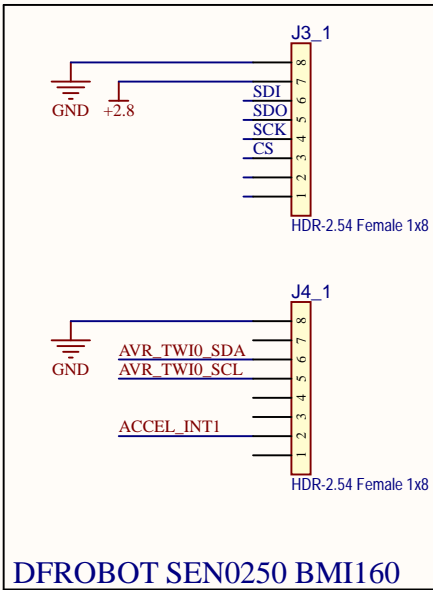 J3_1
8
7
GND +2.8
SDI
6
SDO
5
SCK
4
CS
3
2
1
HDR-2.54 Female 1x8
J4_1
8
7
GND
AVR_TWI0_SDA
6
AVR_TWI0_SCL
5
4
3
ACCEL_INT1
2
1
HDR-2.54 Female 1x8
DFROBOT SEN0250 BMI160